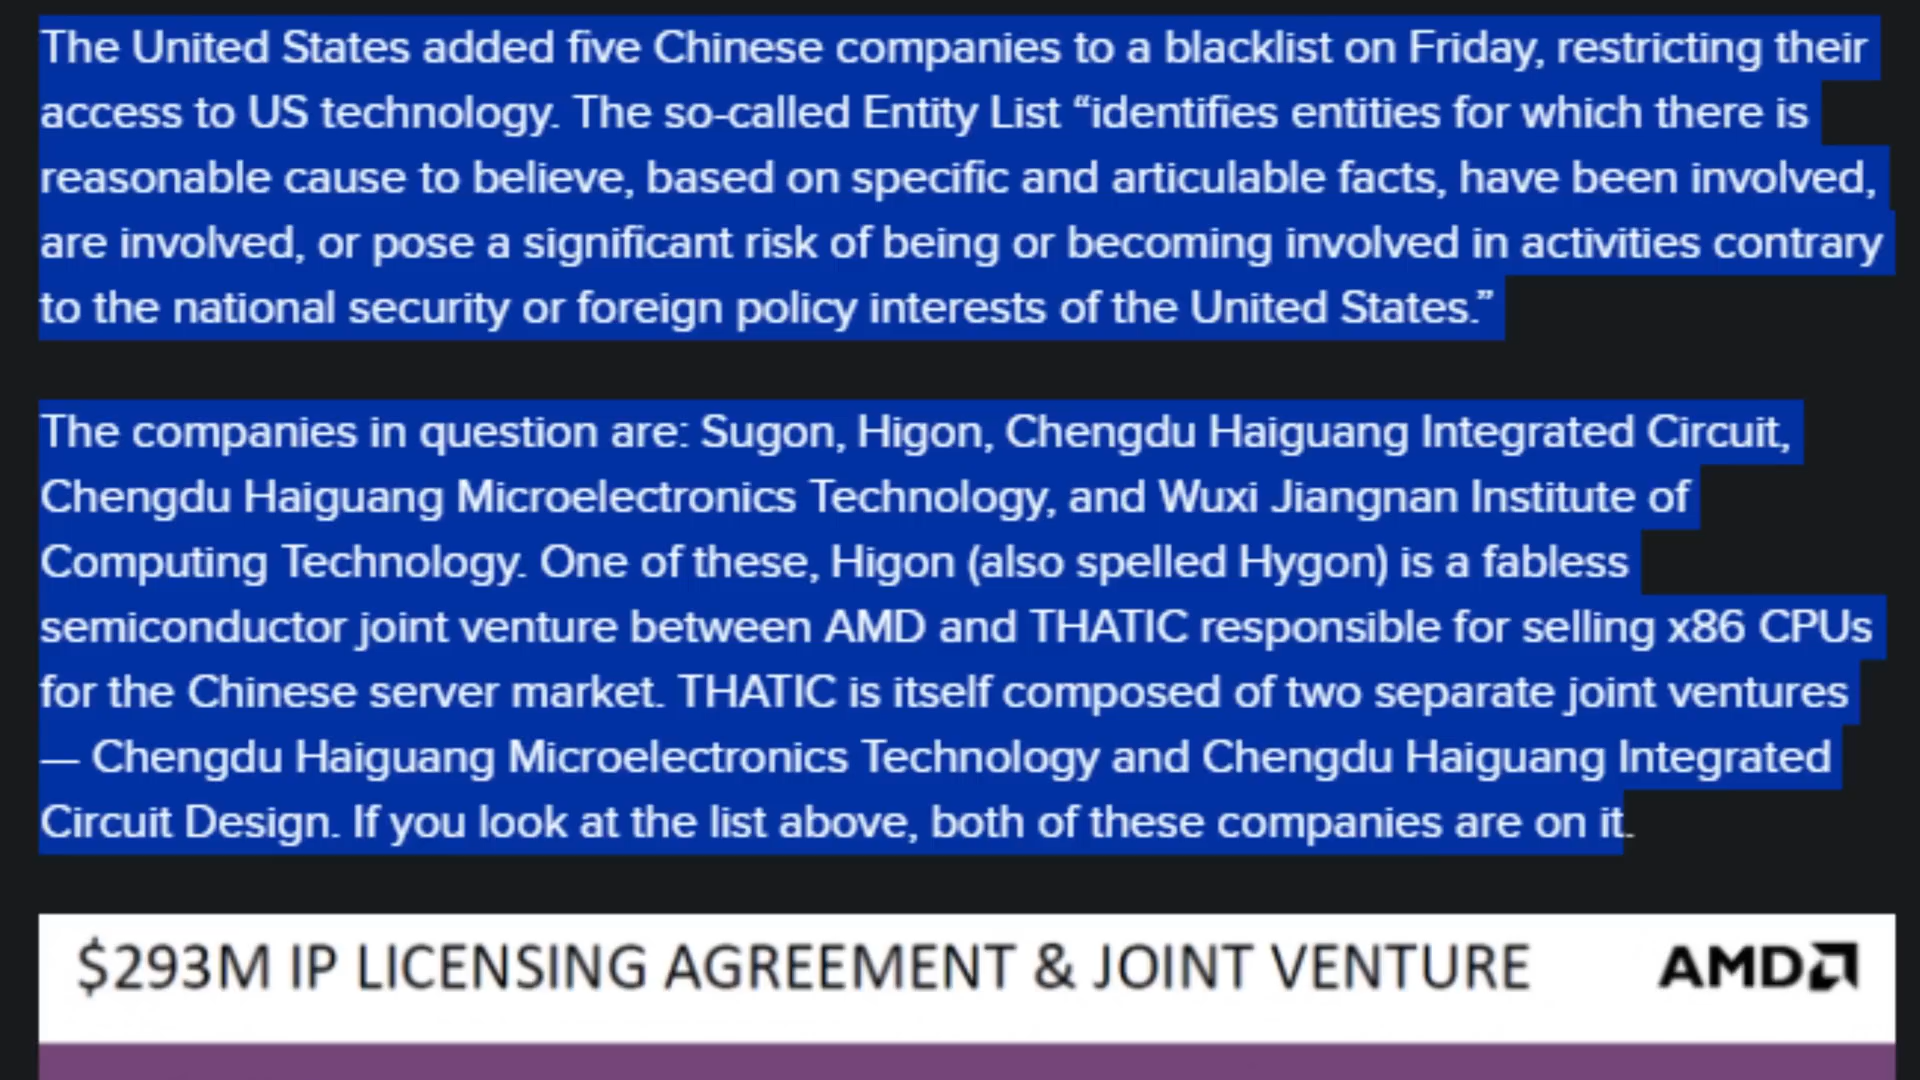 The United States added five Chinese companies to a blacklist on Friday, restricting their
access to US technology. The so-called Entity List “identifies entities for which there is
reasonable cause to believe, based on specific and articulable facts, have been involved,
are involved, or pose a significant risk of being or becoming involved in activities contrary
to the national security or foreign policy interests of the United States.”
The companies in question are: Sugon, Higon, Chengdu Haiguang Integrated Circuit,
Chengdu Haiguang Microelectronics Technology, and Wuxi Jiangnan Institute of
Computing Technology. One of these, Higon (also spelled Hygon) is a fabless
semiconductor joint venture between AMD and THATIC responsible for selling x86 CPUs
for the Chinese server market. THATIC is itself composed of two separate joint ventures
— Chengdu Haiguang Microelectronics Technology and Chengdu Haiguang Integrated
Circuit Design. If you look at the list above, both of these companies are on it.
$293M IP LICENSING AGREEMENT & JOINT VENTURE AMD